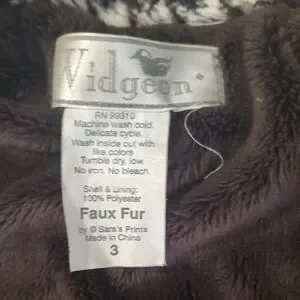 Widgeon
RN 99310
Machine wash cold.
Delicate cycle.
Wash inside out with
like colors
Tumble dry, low.
No iron. No bleach.
Shell & Lining:
100% Polyester
Faux Fur
by © Sara's Prints
Made in China
3